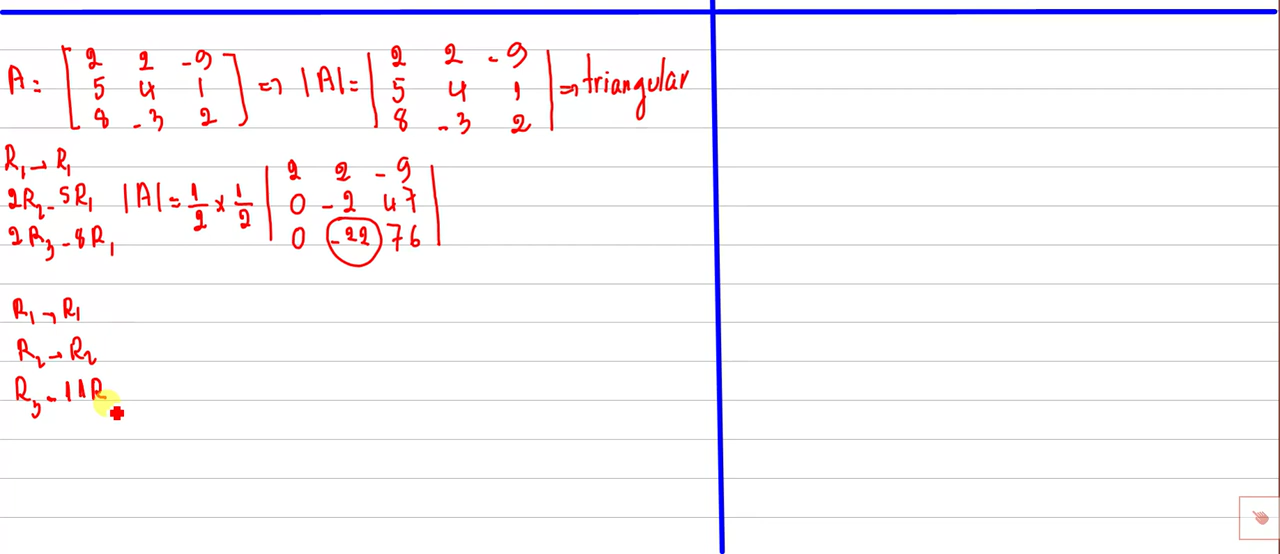 A = [ 2 2 -9 ; 5 4 1 ; 8 -3 2 ] => |A| = | 2 2 -9 ; 5 4 1 ; 8 -3 2 | => triangular
R1 → R1
2R2 - 5R1 |A| = 1/2 × 1/2 | 2 2 -9 ; 0 -2 47 ; 0 -22 76 |
2R3 - 8R1
R1 → R1
R2 → R2
R3 - 11R